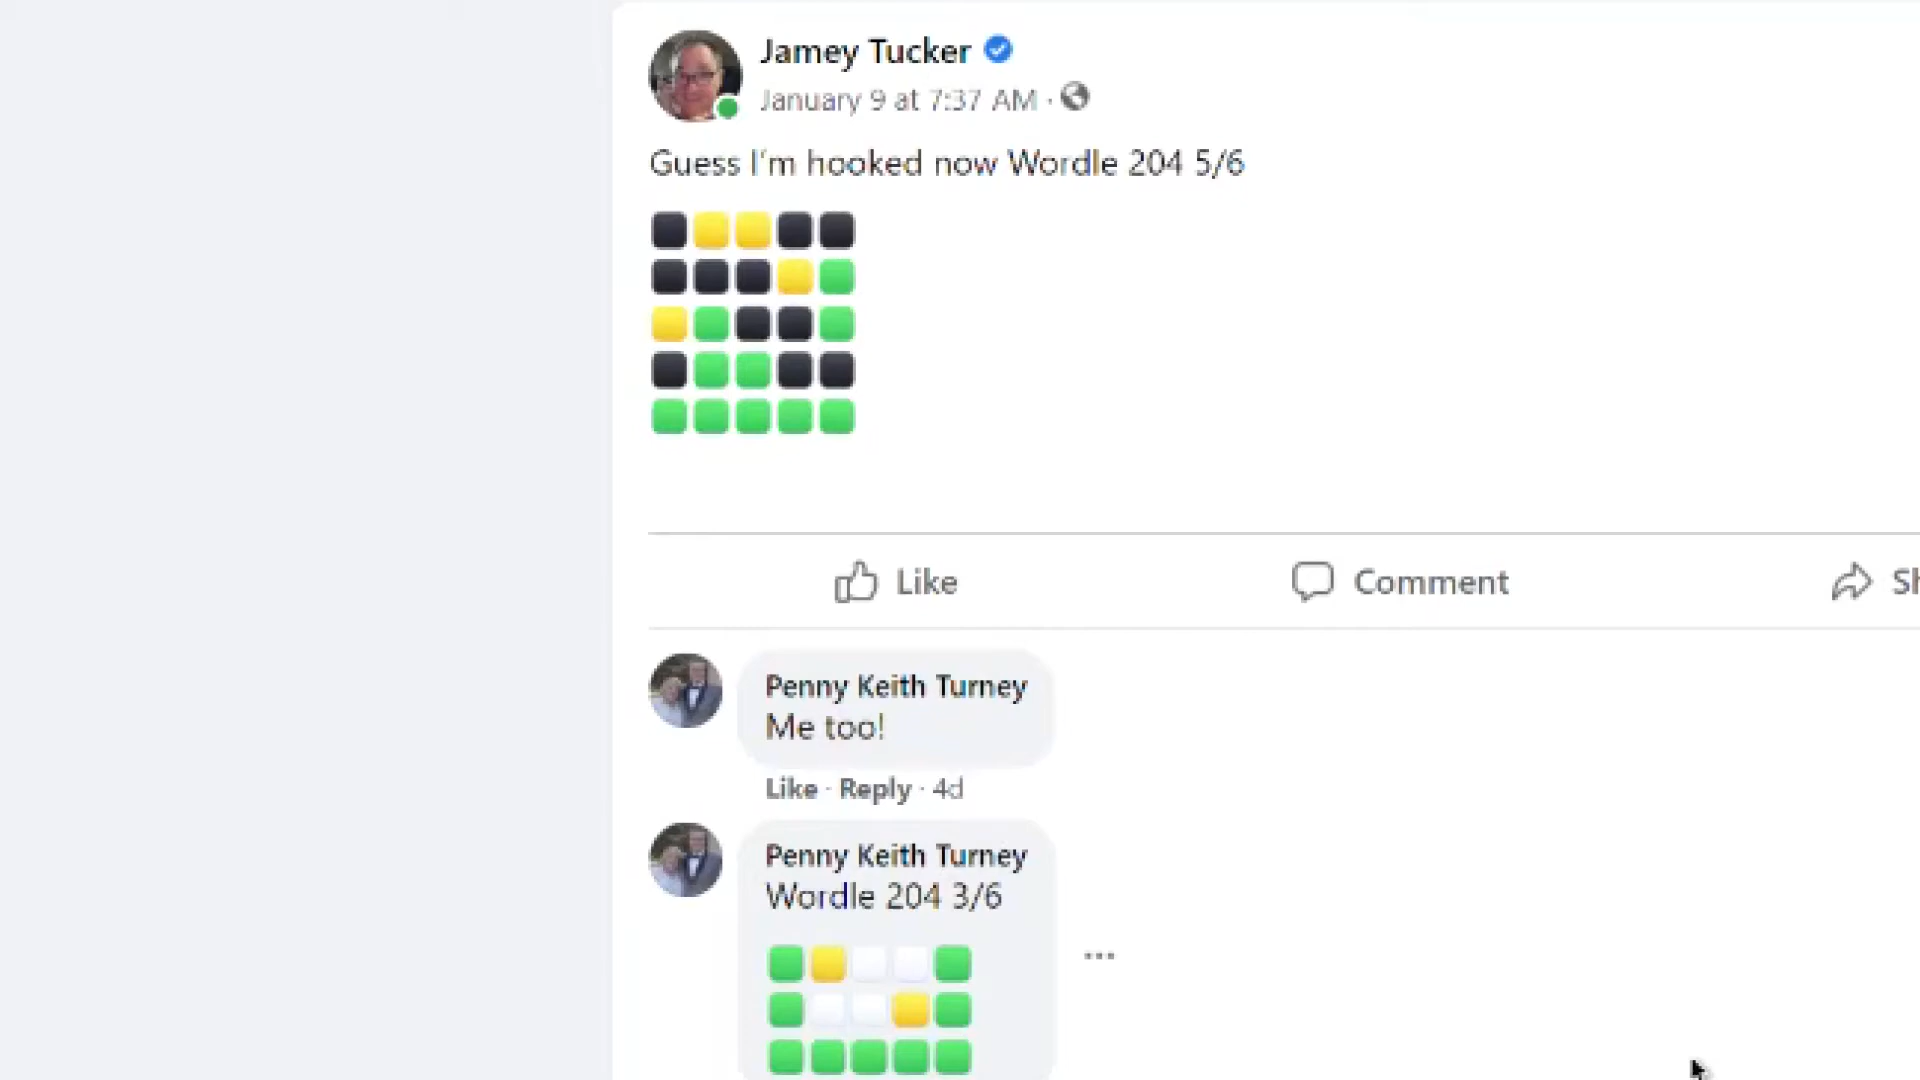 Jamey Tucker
January 9 at 7:37 AM ·
Guess I'm hooked now Wordle 204 5/6
Like
Comment
Penny Keith Turney
Me too!
Like · Reply · 4d
Penny Keith Turney
Wordle 204 3/6